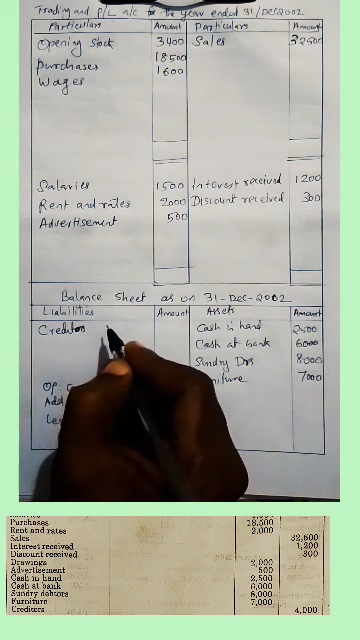 Trading and P/L a/c for the year ended 31/Dec2002
Particulars Amount Particulars Amount
Opening Stock 3400 Sales 32500
purchases 18500
Wages 1600
Salaries 1500 Interest received 1200
Rent and rates 2000 Discount received 300
Advertisement 500
Balance Sheet as on 31-Dec-2002
Liabilities Amount Assets Amount
Creditors Cash in hand 2500
Cash at bank 6000
Sundry Drs 8000
7000
Op.
Add
Purchases 18,500
Rent and rates 2,000
Sales 32,500
Interest received 1,200
Discount received 300
Drawings 2,000
Advertisement 500
Cash in hand 2,500
Cash at bank 6,000
Sundry debtors 8,000
Furniture 7,000
Creditors 4,000